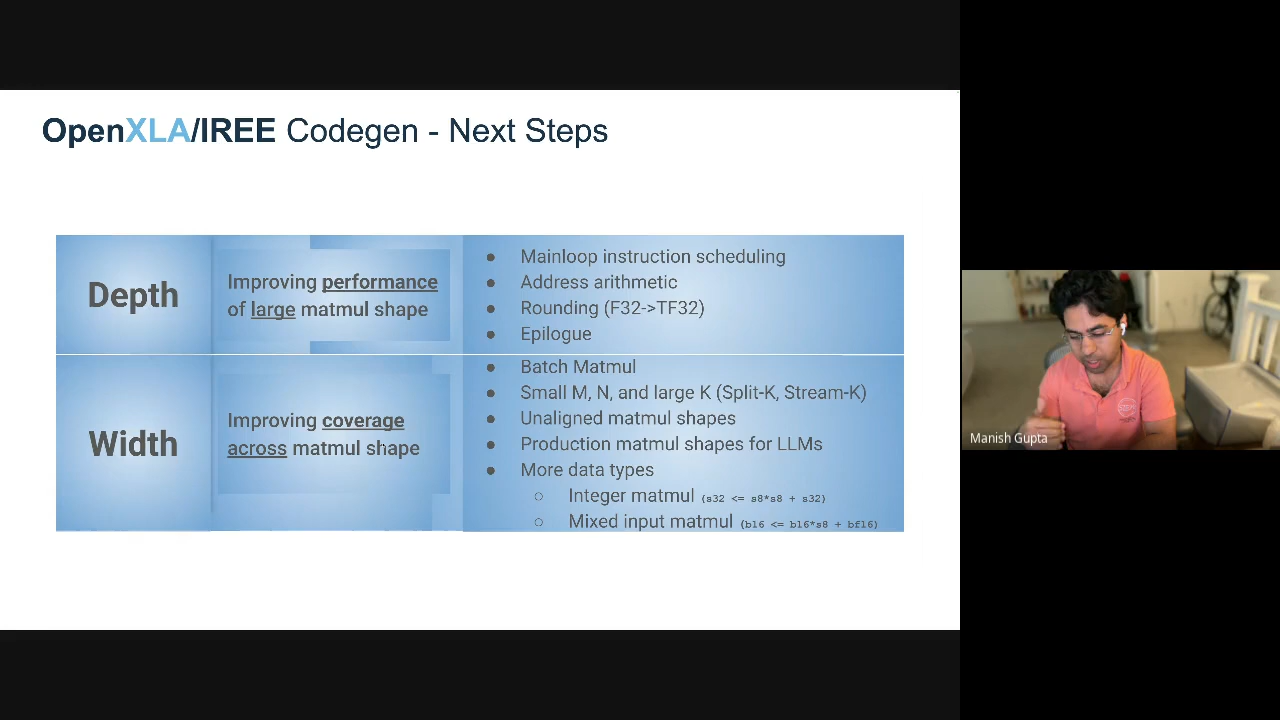 OpenXLA/IREE Codegen - Next Steps
Depth
Improving performance
of large matmul shape
● Mainloop instruction scheduling
● Address arithmetic
● Rounding (F32->TF32)
● Epilogue
Width
Improving coverage
across matmul shape
● Batch Matmul
● Small M, N, and large K (Split-K, Stream-K)
● Unaligned matmul shapes
● Production matmul shapes for LLMs
● More data types
○ Integer matmul (s32 <= s8*s8 + s32)
○ Mixed input matmul (b16 <= b16*s8 + bf16)
Manish Gupta